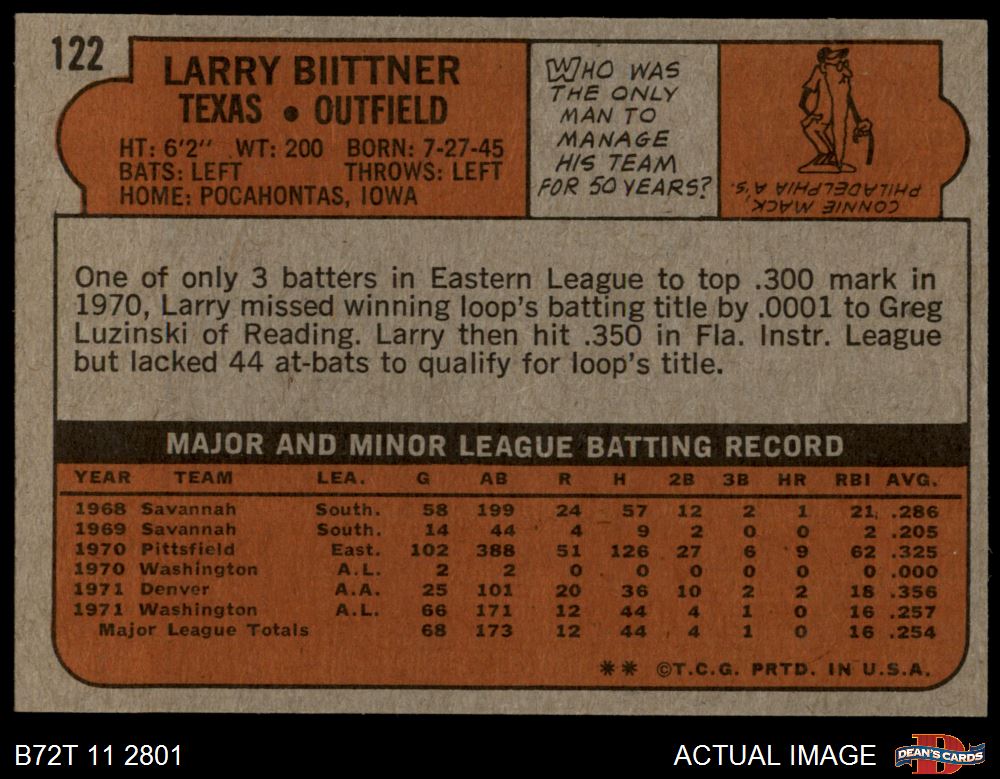 122
LARRY BIITTNER
TEXAS • OUTFIELD
HT: 6'2" WT: 200 BORN: 7-27-45
BATS: LEFT THROWS: LEFT
HOME: POCAHONTAS, IOWA
WHO WAS
THE ONLY
MAN TO
MANAGE
HIS TEAM
FOR 50 YEARS?
CONNIE MACK,
PHILADELPHIA A'S.
One of only 3 batters in Eastern League to top .300 mark in
1970, Larry missed winning loop's batting title by .0001 to Greg
Luzinski of Reading. Larry then hit .350 in Fla. Instr. League
but lacked 44 at-bats to qualify for loop's title.
MAJOR AND MINOR LEAGUE BATTING RECORD
YEAR TEAM LEA. G AB R H 2B 3B HR RBI AVG.
1968 Savannah South. 58 199 24 57 12 2 1 21 .286
1969 Savannah South. 14 44 4 9 2 0 0 2 .205
1970 Pittsfield East. 102 388 51 126 27 6 9 62 .325
1970 Washington A.L. 2 2 0 0 0 0 0 0 .000
1971 Denver A.A. 25 101 20 36 10 2 2 18 .356
1971 Washington A.L. 66 171 12 44 4 1 0 16 .257
Major League Totals 68 173 12 44 4 1 0 16 .254
** ©T.C.G. PRTD. IN U.S.A.
B72T 11 2801
ACTUAL IMAGE
DEAN'S CARDS